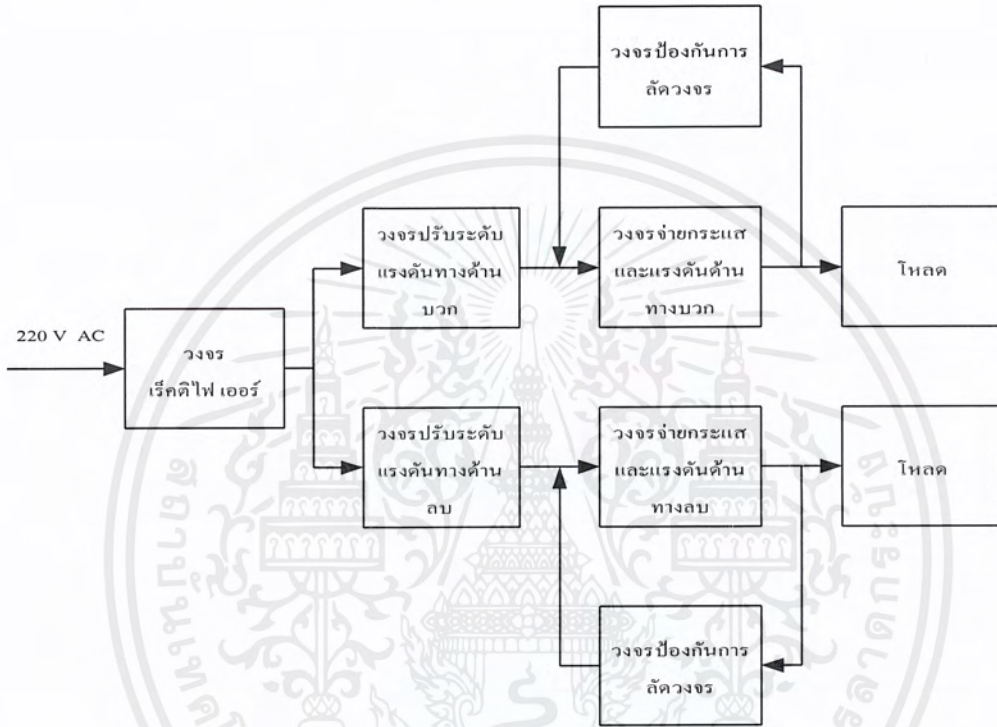 วงจรป้องกันการ
ลัดวงจร
วงจรปรับระดับ
แรงดันทางด้าน
บวก
วงจรจ่ายกระแส
และแรงดันด้าน
ทางบวก
โหลด
220 V AC
วงจร
เร็คติไฟ เออร์
วงจรปรับระดับ
แรงดันทางด้าน
ลบ
วงจรจ่ายกระแส
และแรงดันด้าน
ทางลบ
โหลด
วงจรป้องกันการ
ลัดวงจร